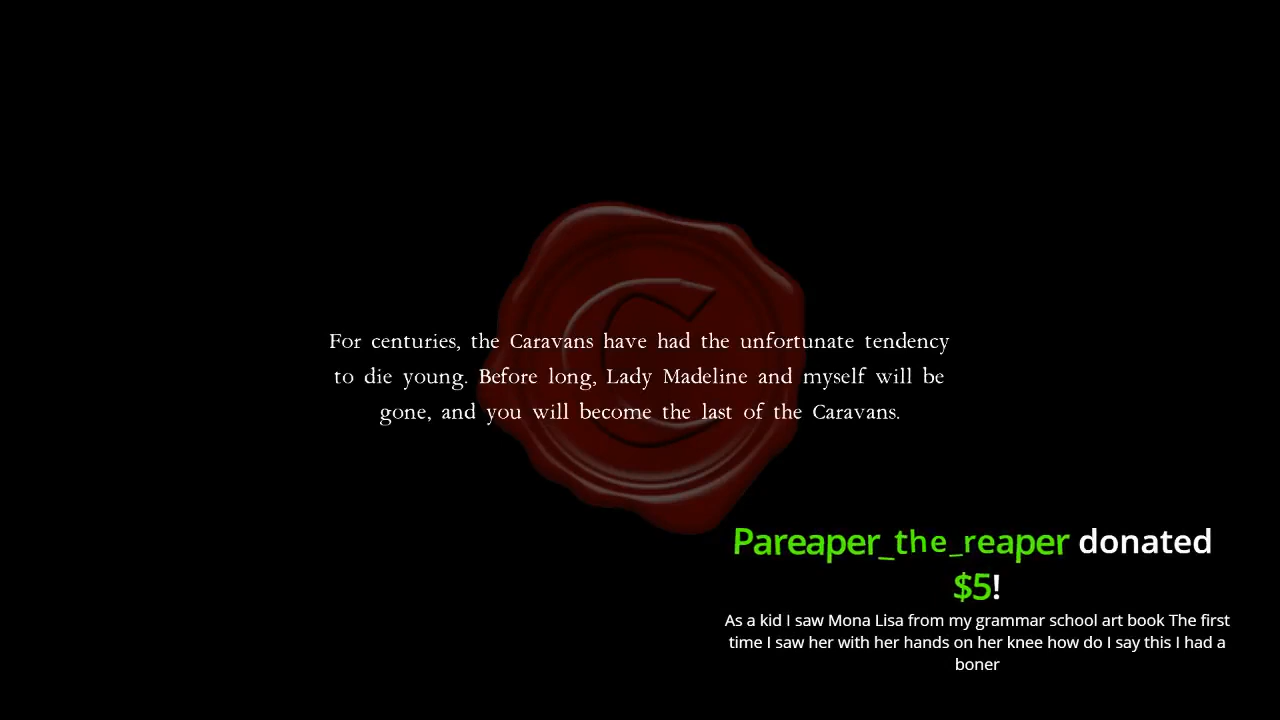 For centuries, the Caravans have had the unfortunate tendency
to die young. Before long, Lady Madeline and myself will be
gone, and you will become the last of the Caravans.
C
Pareaper_the_reaper donated
$5!
As a kid I saw Mona Lisa from my grammar school art book The first
time I saw her with her hands on her knee how do I say this I had a
boner